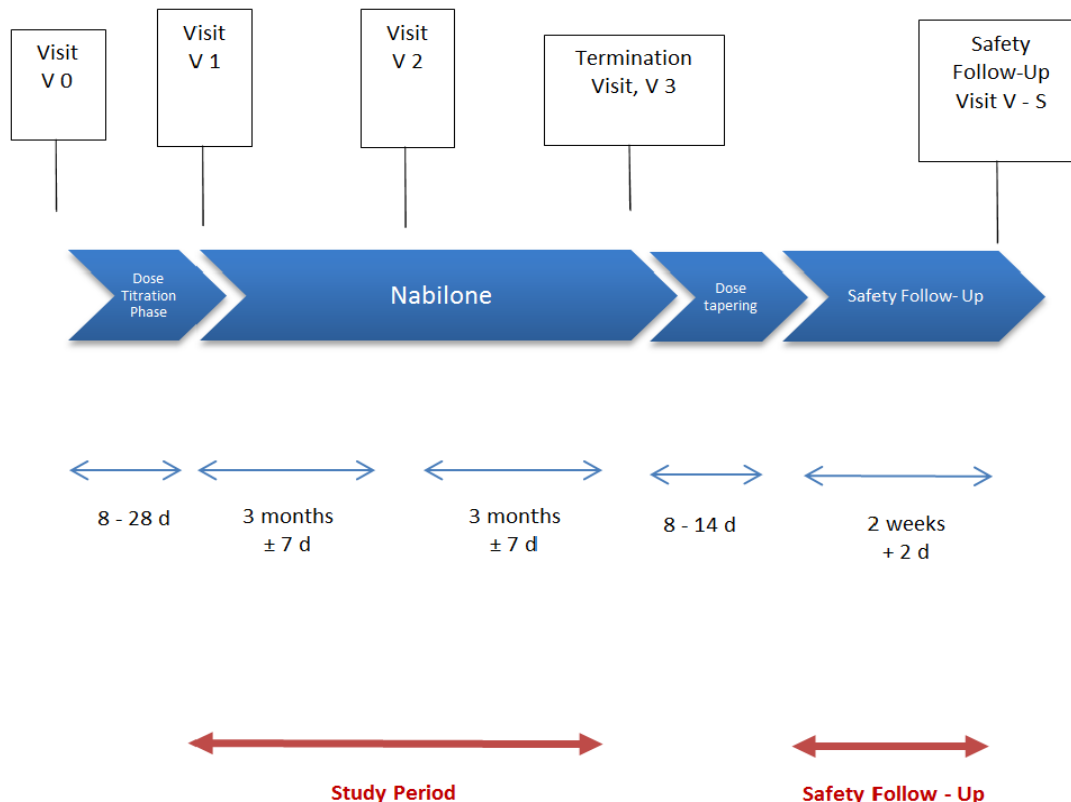 Visit
V 0
Visit
V 1
Visit
V 2
Termination
Visit, V 3
Safety
Follow-Up
Visit V - S
Dose
Titration
Phase
Nabilone
Dose
tapering
Safety Follow- Up
8 - 28 d
3 months
± 7 d
3 months
± 7 d
8 - 14 d
2 weeks
+ 2 d
Study Period
Safety Follow - Up